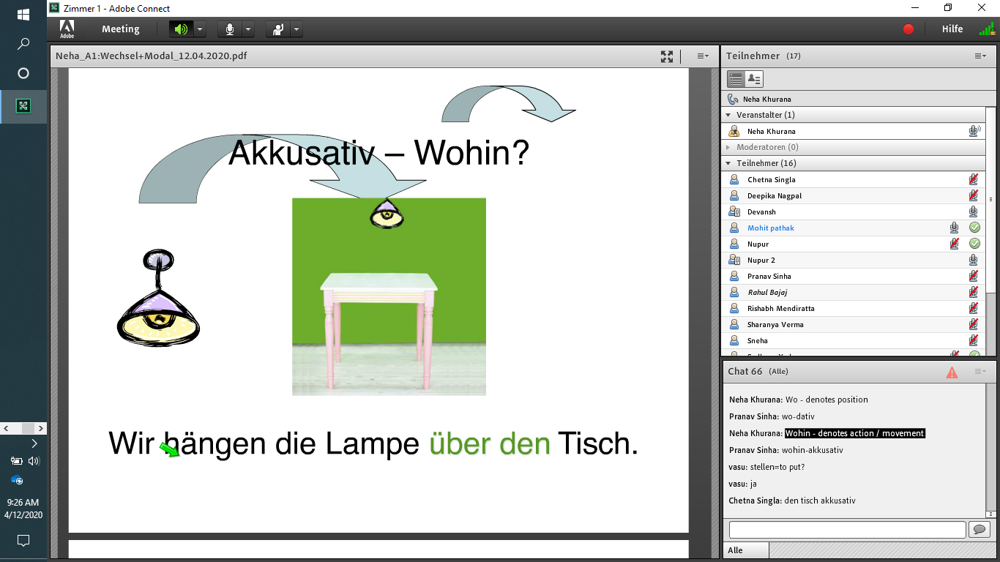 Zimmer 1 - Adobe Connect
Adobe
Meeting
Hilfe
Neha_A1:Wechsel+Modal_12.04.2020.pdf
Akkusativ – Wohin?
Wir hängen die Lampe über den Tisch.
Teilnehmer (17)
Neha Khurana
Veranstalter (1)
Neha Khurana
Moderatoren (0)
Teilnehmer (16)
Chetna Singla
Deepika Nagpal
Devansh
Mohit pathak
Nupur
Nupur 2
Pranav Sinha
Rahul Bajaj
Rishabh Mendiratta
Sharanya Verma
Sneha
Chat 66 (Alle)
Neha Khurana: Wo - denotes position
Pranav Sinha: wo-dativ
Neha Khurana: Wohin - denotes action / movement
Pranav Sinha: wohin-akkusativ
vasu: stellen=to put?
vasu: ja
Chetna Singla: den tisch akkusativ
Alle
9:26 AM
4/12/2020